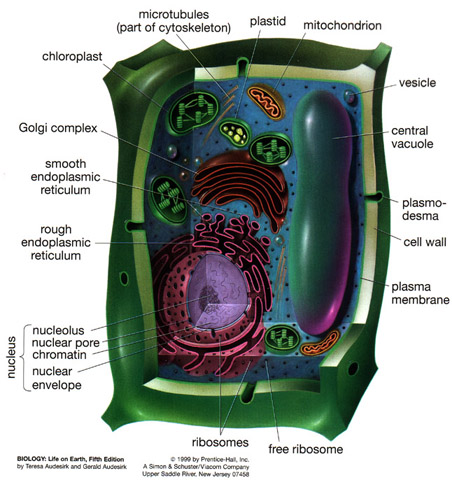 microtubules
(part of cytoskeleton)
plastid
mitochondrion
chloroplast
vesicle
Golgi complex
central
vacuole
smooth
endoplasmic
reticulum
plasmo-
desma
rough
endoplasmic
reticulum
cell wall
plasma
membrane
nucleus
nucleolus
nuclear pore
chromatin
nuclear
envelope
ribosomes
free ribosome
BIOLOGY: Life on Earth, Fifth Edition
by Teresa Audesirk and Gerald Audesirk
© 1999 by Prentice-Hall, Inc.
A Simon & Schuster/Viacom Company
Upper Saddle River, New Jersey 07458